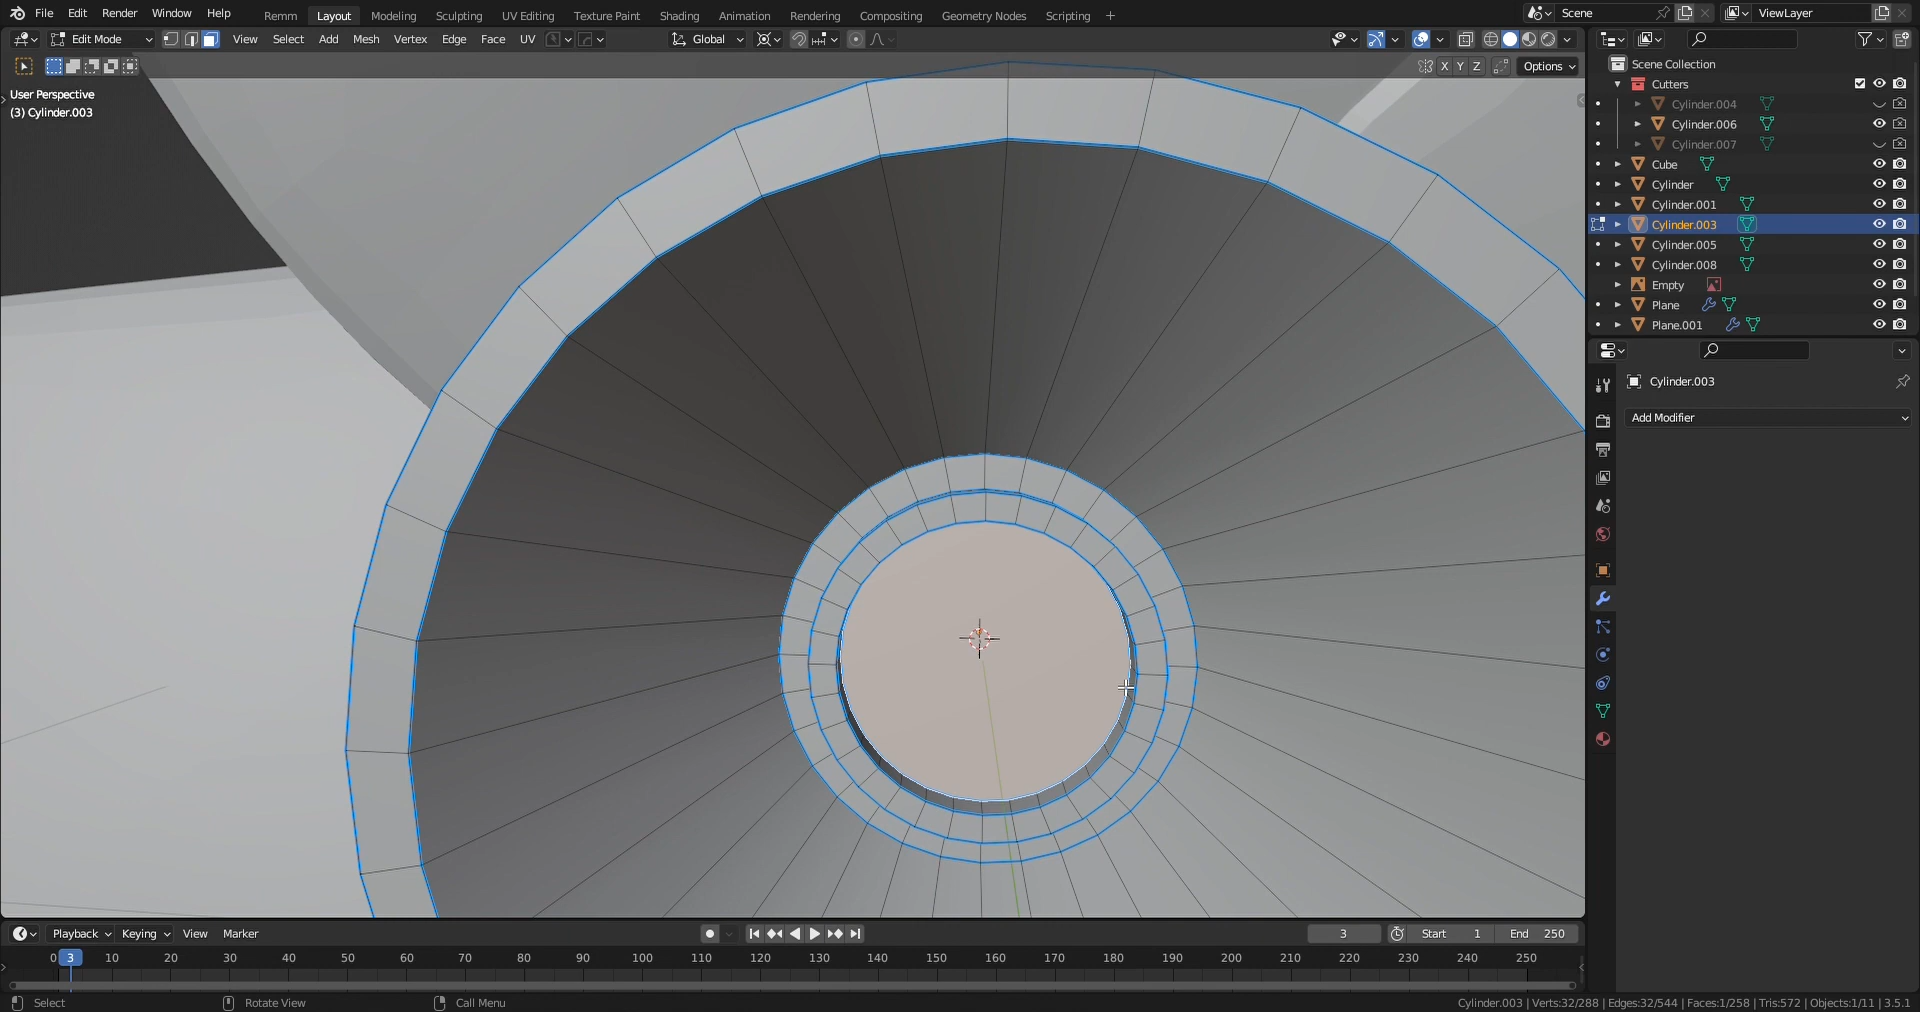 File Edit Render Window Help Remm Layout Modeling Sculpting UV Editing Texture Paint Shading Animation Rendering Compositing Geometry Nodes Scripting + Scene ViewLayer
Edit Mode View Select Add Mesh Vertex Edge Face UV Global
X Y Z Options
User Perspective
(3) Cylinder.003
Scene Collection
Cutters
Cylinder.004
Cylinder.006
Cylinder.007
Cube
Cylinder
Cylinder.001
Cylinder.003
Cylinder.005
Cylinder.008
Empty
Plane
Plane.001
Cylinder.003
Add Modifier
Playback Keying View Marker 3 Start 1 End 250
0 3 10 20 30 40 50 60 70 80 90 100 110 120 130 140 150 160 170 180 190 200 210 220 230 240 250
Select Rotate View Call Menu Cylinder.003 | Verts:32/288 | Edges:32/544 | Faces:1/258 | Tris:572 | Objects:1/11 | 3.5.1